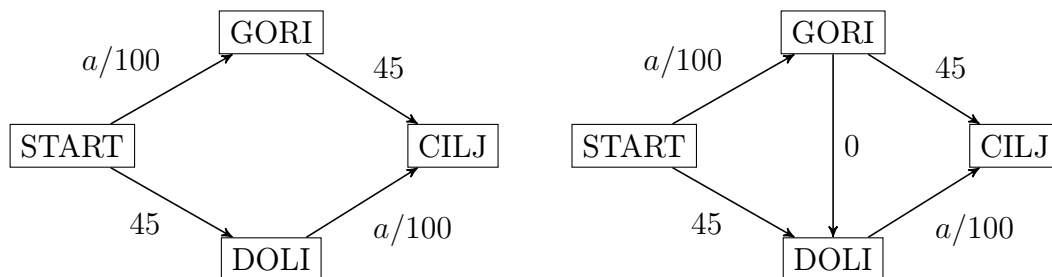 GORI
a/100
45
START
CILJ
45
a/100
DOLI
GORI
a/100
45
START
0
CILJ
45
a/100
DOLI